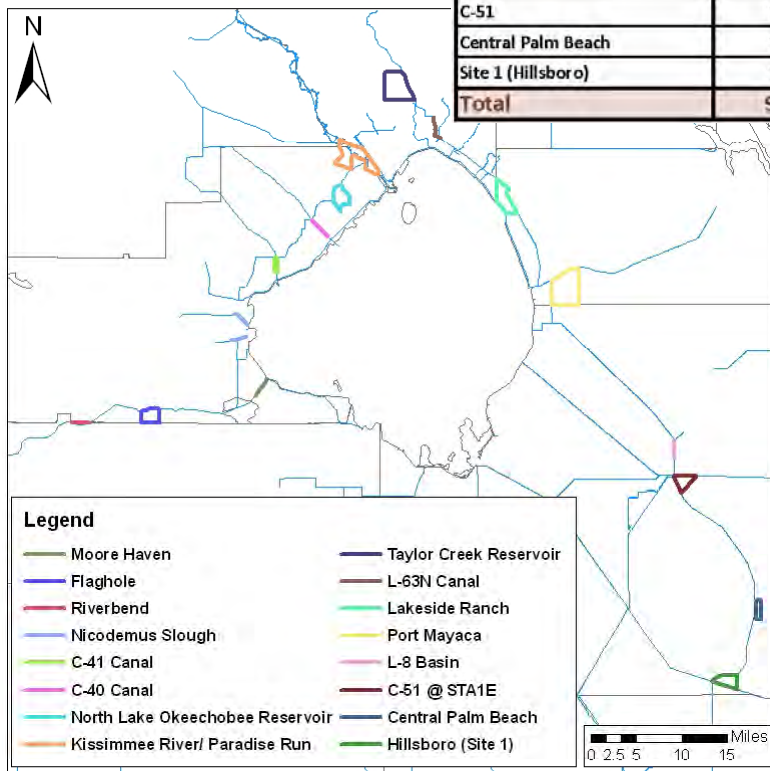 N
C-51
Central Palm Beach
Site 1 (Hillsboro)
Total
Legend
Moore Haven
Flaghole
Riverbend
Nicodemus Slough
C-41 Canal
C-40 Canal
North Lake Okeechobee Reservoir
Kissimmee River/ Paradise Run
Taylor Creek Reservoir
L-63N Canal
Lakeside Ranch
Port Mayaca
L-8 Basin
C-51 @ STA1E
Central Palm Beach
Hillsboro (Site 1)
Miles
0 2.5 5 10 15